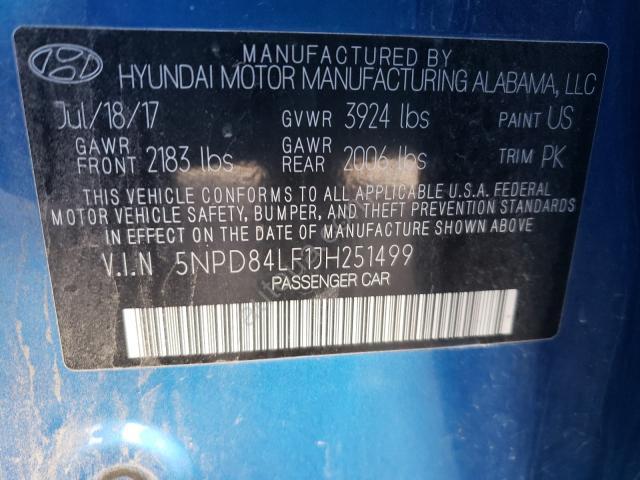 MANUFACTURED BY
HYUNDAI MOTOR MANUFACTURING ALABAMA, LLC
Jul/18/17 GVWR 3924 lbs PAINT US
GAWR FRONT 2183 lbs GAWR REAR 2006 lbs TRIM PK
THIS VEHICLE CONFORMS TO ALL APPLICABLE U.S.A. FEDERAL
MOTOR VEHICLE SAFETY, BUMPER, AND THEFT PREVENTION STANDARDS
IN EFFECT ON THE DATE OF MANUFACTURE SHOWN ABOVE
V.I.N 5NPD84LF1JH251499
PASSENGER CAR